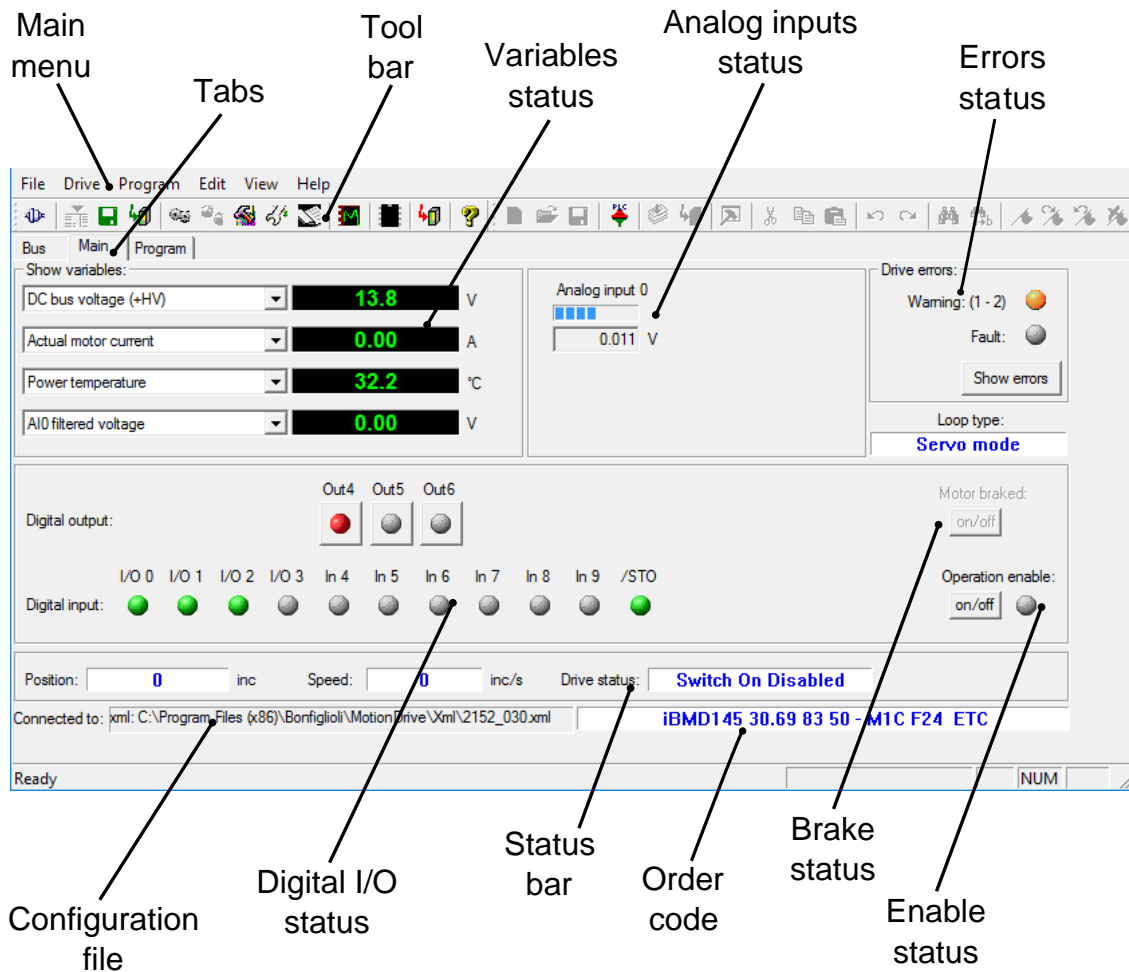 Main
menu
Tabs
Tool
bar
Variables
status
Analog inputs
status
Errors
status
File Drive Program Edit View Help
PLC
Bus Main Program
Show variables:
DC bus voltage (+HV) 13.8 V
Actual motor current 0.00 A
Power temperature 32.2 °C
AI0 filtered voltage 0.00 V
Analog input 0
0.011 V
Drive errors:
Warning: (1 - 2)
Fault:
Show errors
Loop type:
Servo mode
Out4 Out5 Out6
Digital output:
Motor braked:
on/off
I/O 0 I/O 1 I/O 2 I/O 3 In 4 In 5 In 6 In 7 In 8 In 9 /STO
Digital input:
Operation enable:
on/off
Position: 0 inc Speed: 0 inc/s Drive status: Switch On Disabled
Connected to: xml: C:\Program Files (x86)\Bonfiglioli\MotionDrive\Xml\2152_030.xml iBMD145 30.69 83 50 - M1C F24 ETC
Ready NUM
Configuration
file
Digital I/O
status
Status
bar
Order
code
Brake
status
Enable
status